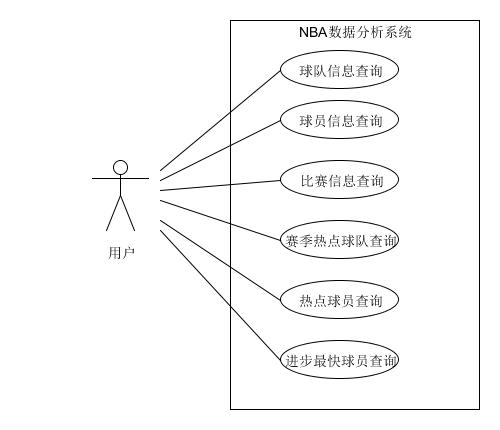 NBA数据分析系统
球队信息查询
球员信息查询
比赛信息查询
赛季热点球队查询
热点球员查询
进步最快球员查询
用户